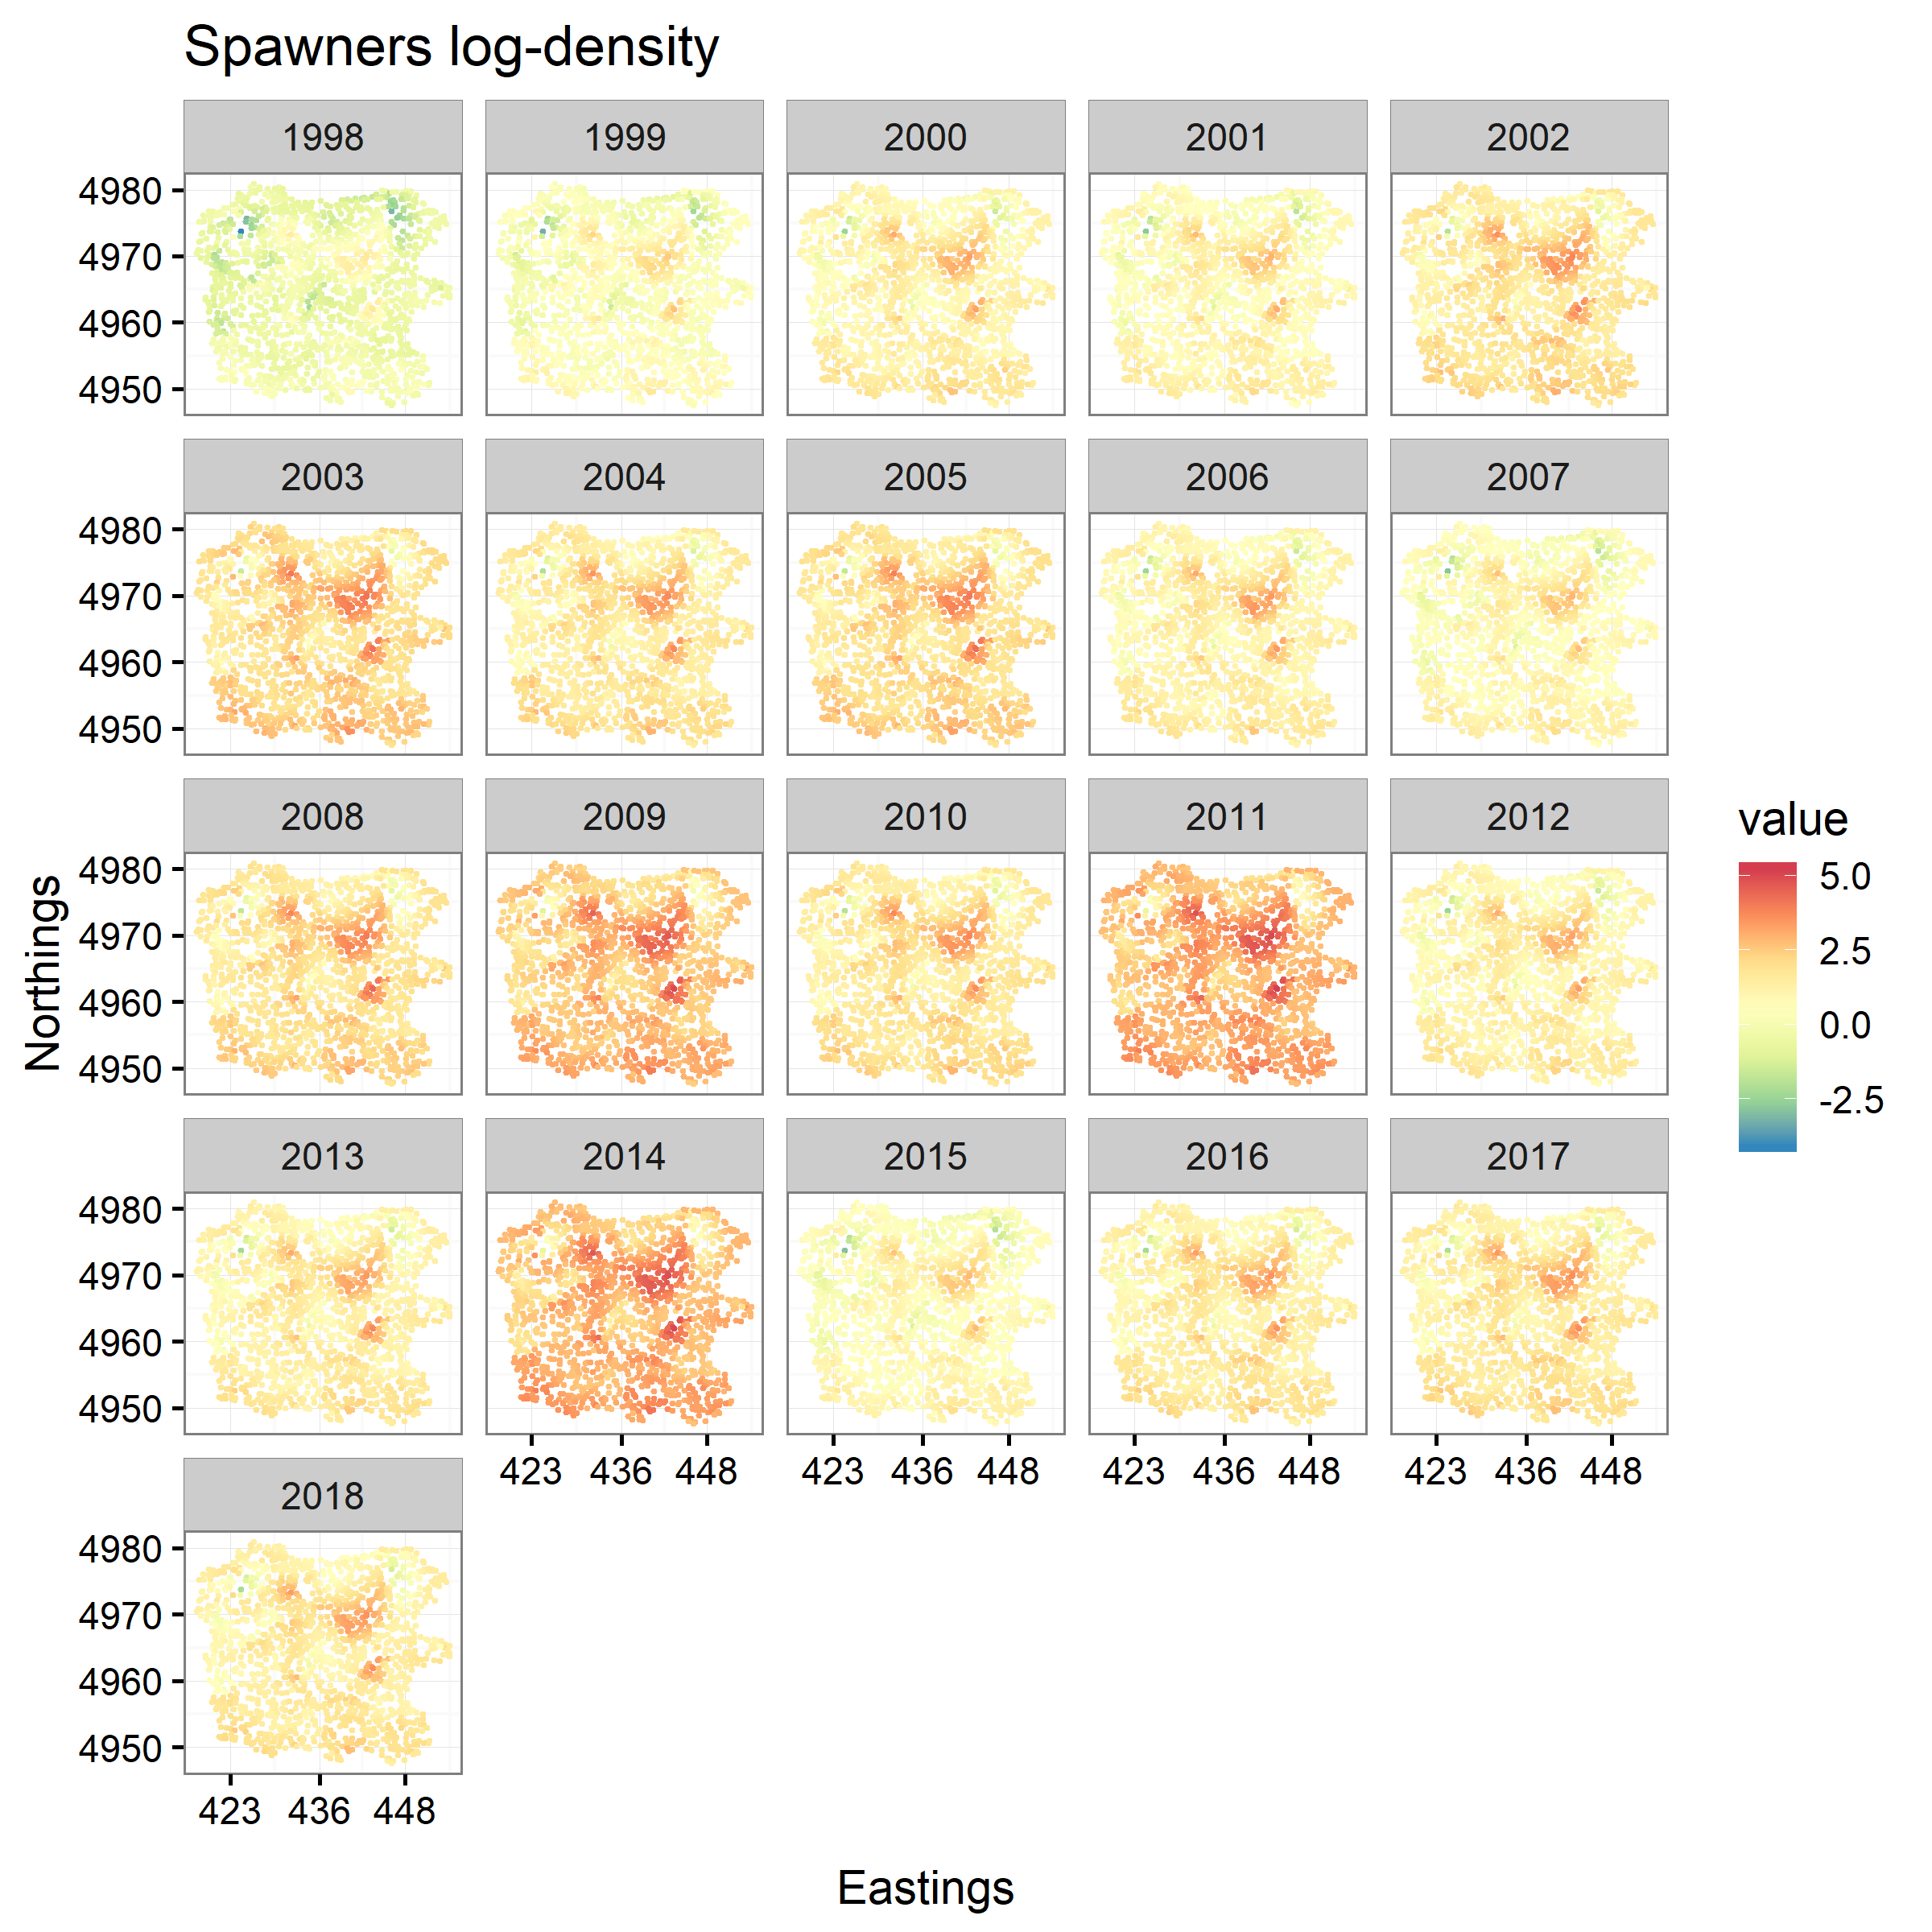 Spawners log-density
1998 1999 2000 2001 2002
4980
4970
4960
4950
2003 2004 2005 2006 2007
4980
4970
4960
4950
2008 2009 2010 2011 2012
4980
4970
4960
4950
2013 2014 2015 2016 2017
4980
4970
4960
4950
423 436 448 423 436 448 423 436 448 423 436 448
2018
4980
4970
4960
4950
423 436 448
Northings
Eastings
value
5.0
2.5
0.0
-2.5